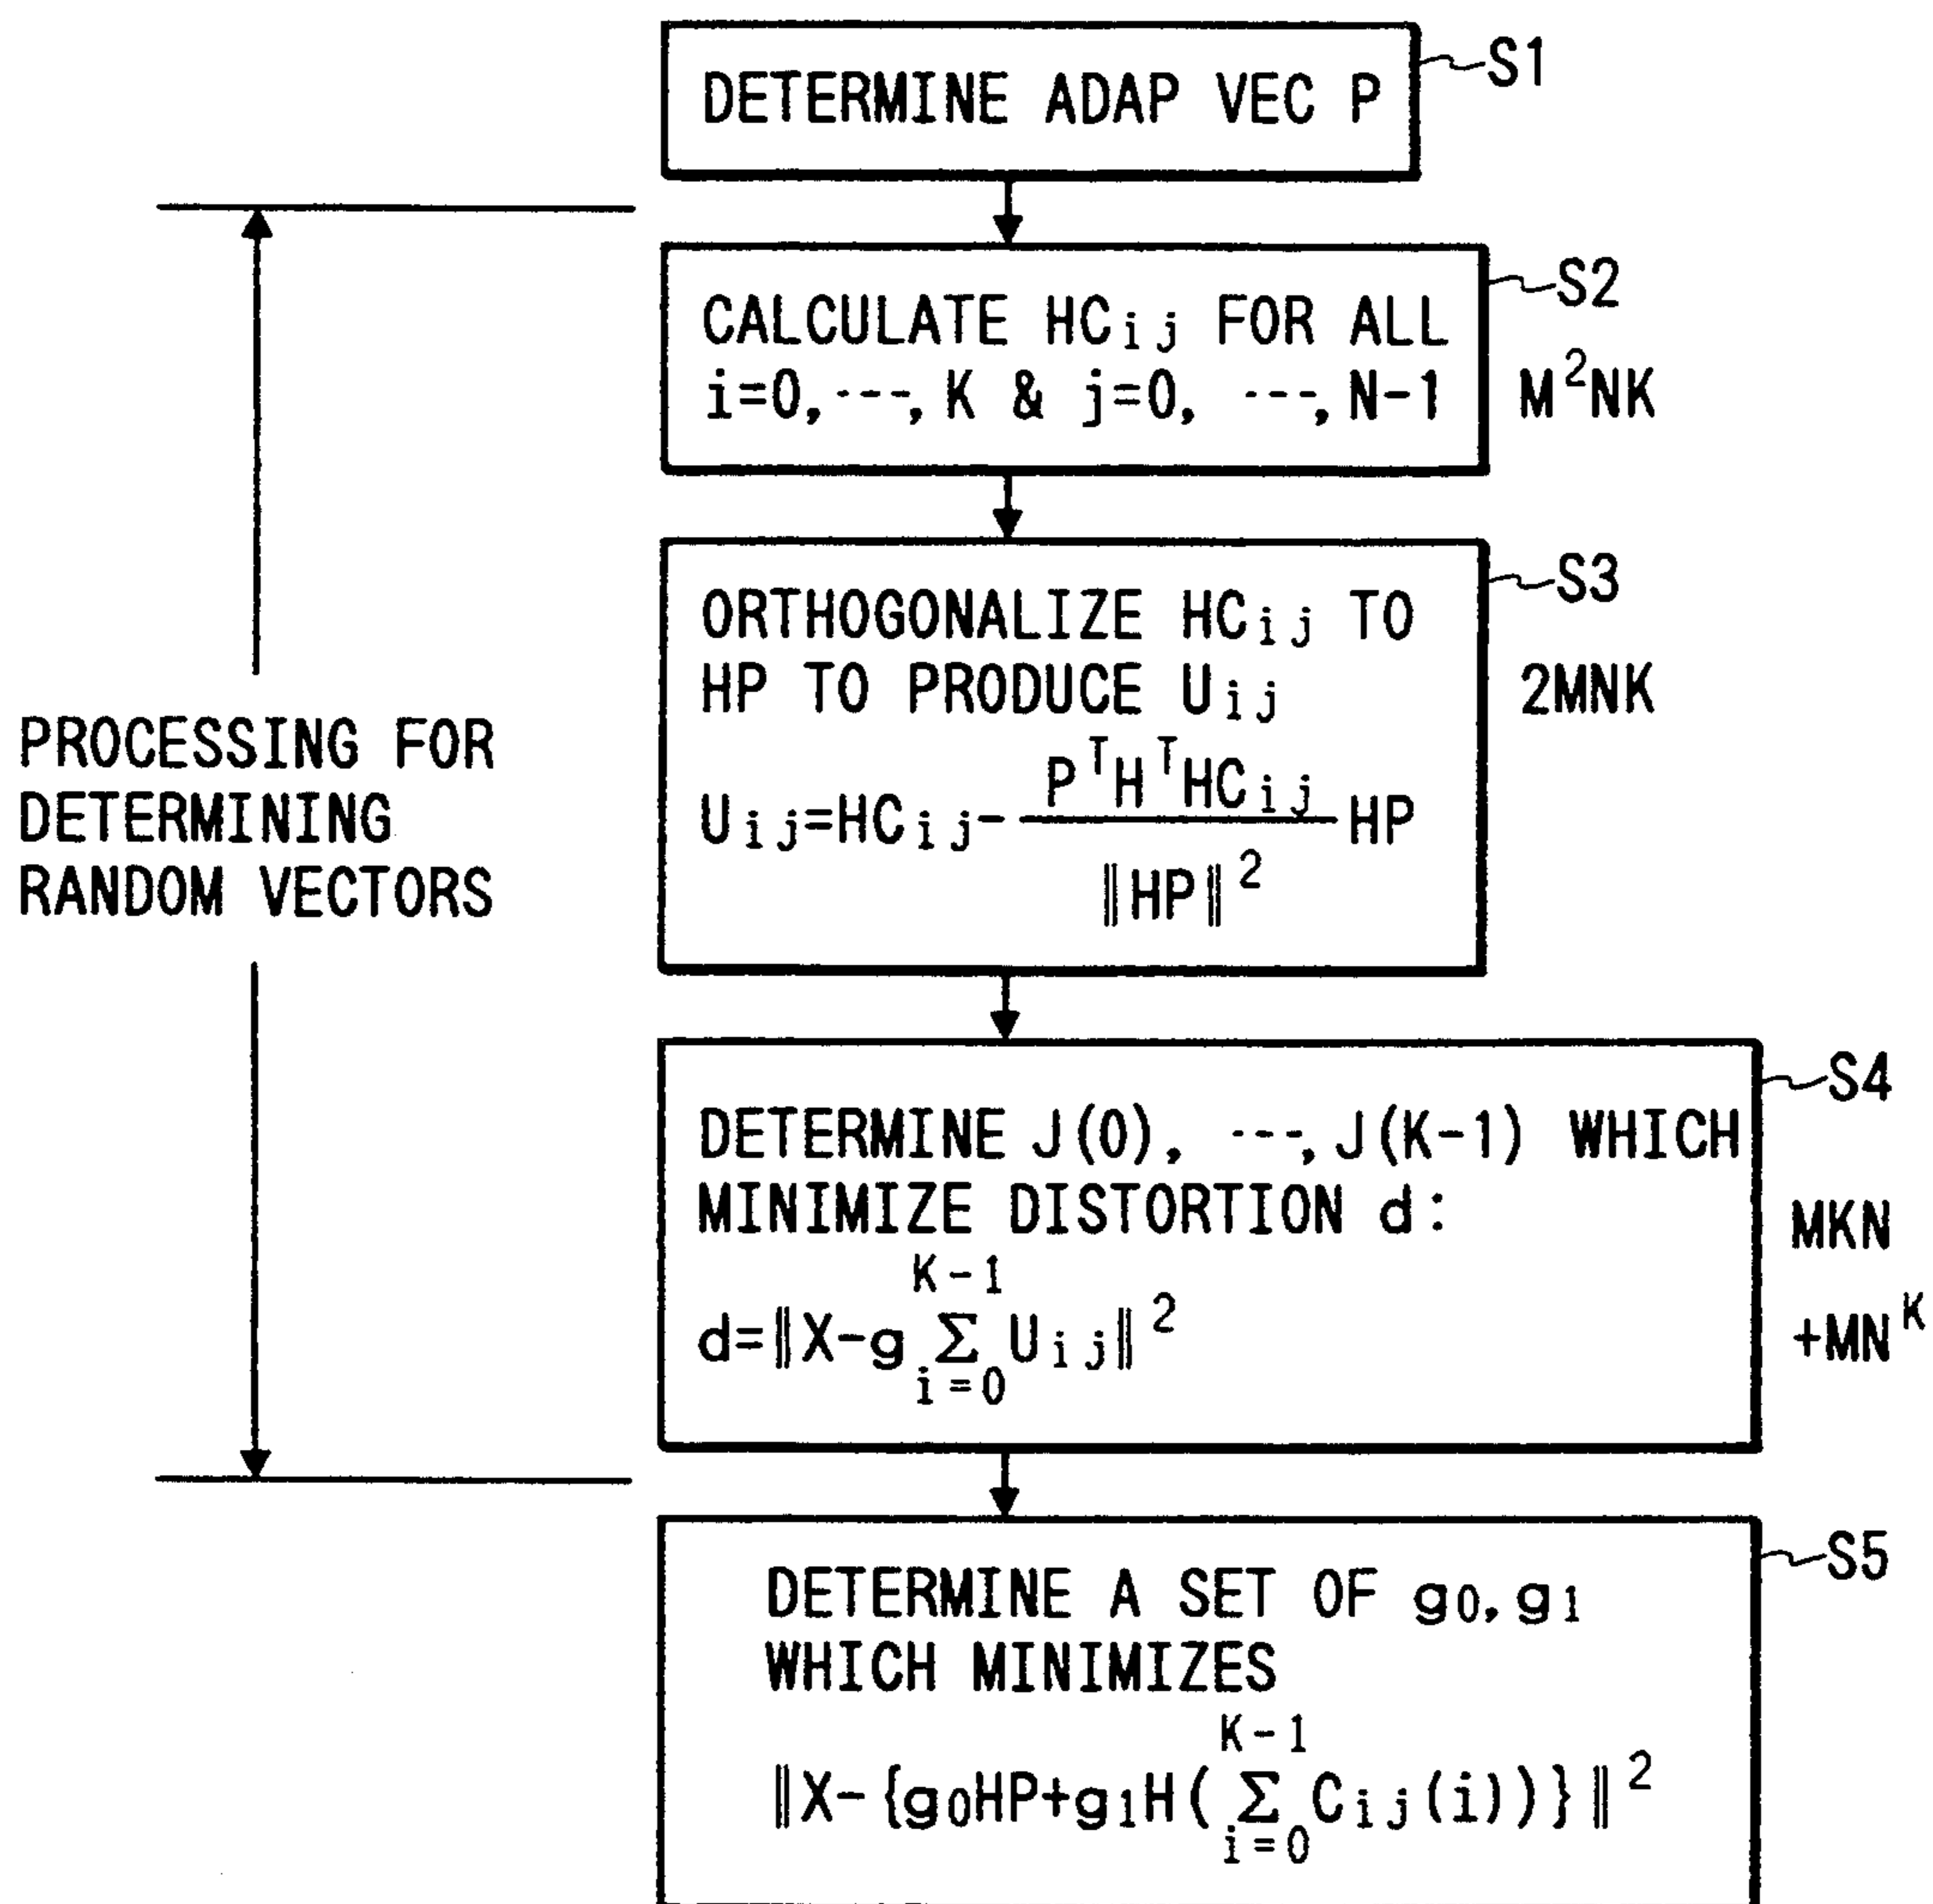 DETERMINE ADAP VEC P
S1
CALCULATE HCij FOR ALL
i=0,---,K & j=0, ---,N-1
S2
M²NK
ORTHOGONALIZE HCij TO
HP TO PRODUCE Uij
Uij=HCij- PᵀHᵀHCij / ‖HP‖² HP
S3
2MNK
PROCESSING FOR
DETERMINING
RANDOM VECTORS
DETERMINE J(0), ---,J(K-1) WHICH
MINIMIZE DISTORTION d:
K-1
d=‖X-g Σ Uij‖²
i=0
S4
MKN
+MNᴷ
DETERMINE A SET OF g₀,g₁
WHICH MINIMIZES
K-1
‖X-{g₀HP+g₁H(Σ Cij(i))}‖²
i=0
S5